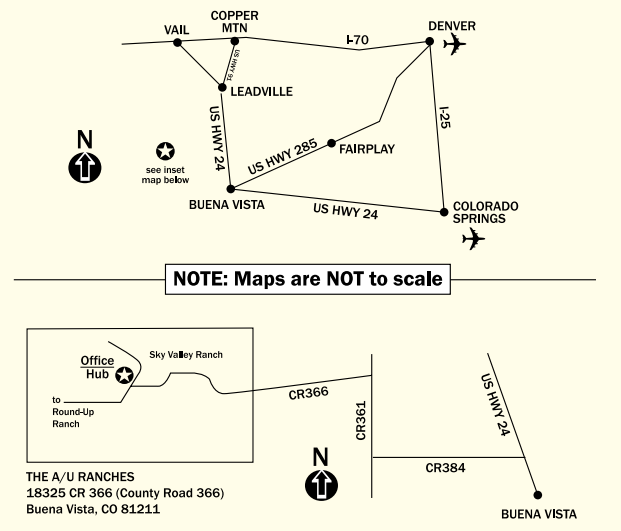 COPPER
MTN
VAIL
DENVER
I-70
US HWY 91
LEADVILLE
I-25
US HWY 24
N
see inset
map below
US HWY 285
FAIRPLAY
BUENA VISTA
US HWY 24
COLORADO
SPRINGS
NOTE: Maps are NOT to scale
Office
Hub
Sky Valley Ranch
to
Round-Up
Ranch
CR366
CR361
US HWY 24
CR384
N
BUENA VISTA
THE A/U RANCHES
18325 CR 366 (County Road 366)
Buena Vista, CO 81211